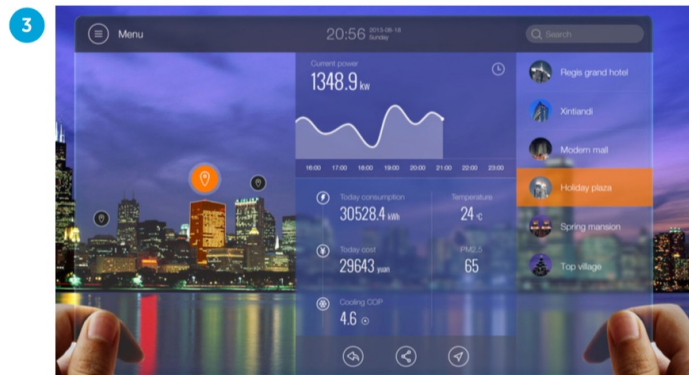 3
Menu
20:56 2013-08-18
Sunday
Search
Current power
1348.9 kw
16:00 17:00 18:00 19:00 20:00 21:00 22:00 23:00
Today consumption
30528.4 kWh
Temperature
24 °C
¥
Today cost
29643 yuan
PM2.5
65
Cooling COP
4.6
Regis grand hotel
Xintiandi
Modern mall
Holiday plaza
Spring mansion
Top village